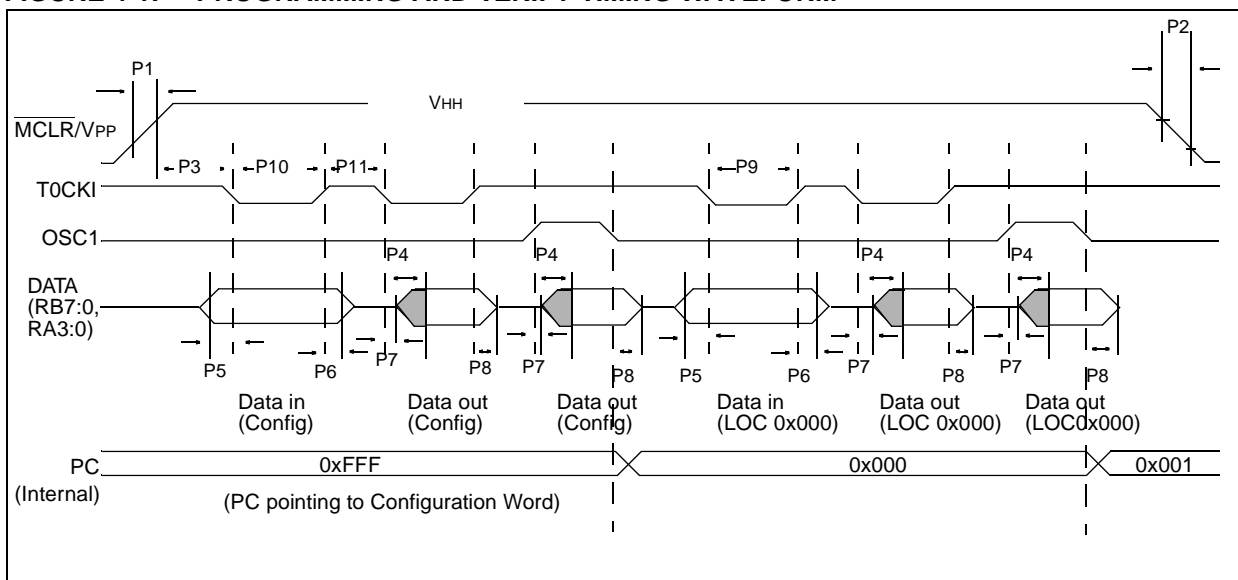 P2
P1
VHH
MCLR/VPP
P3 P10 P11 P9
T0CKI
OSC1
P4 P4 P4 P4
DATA
(RB7:0,
RA3:0)
P5 P6 P7 P8 P7 P8 P5 P6 P7 P8 P7 P8
Data in Data out Data out Data in Data out Data out
(Config) (Config) (Config) (LOC 0x000) (LOC 0x000) (LOC0x000)
PC 0xFFF 0x000 0x001
(Internal)
(PC pointing to Configuration Word)